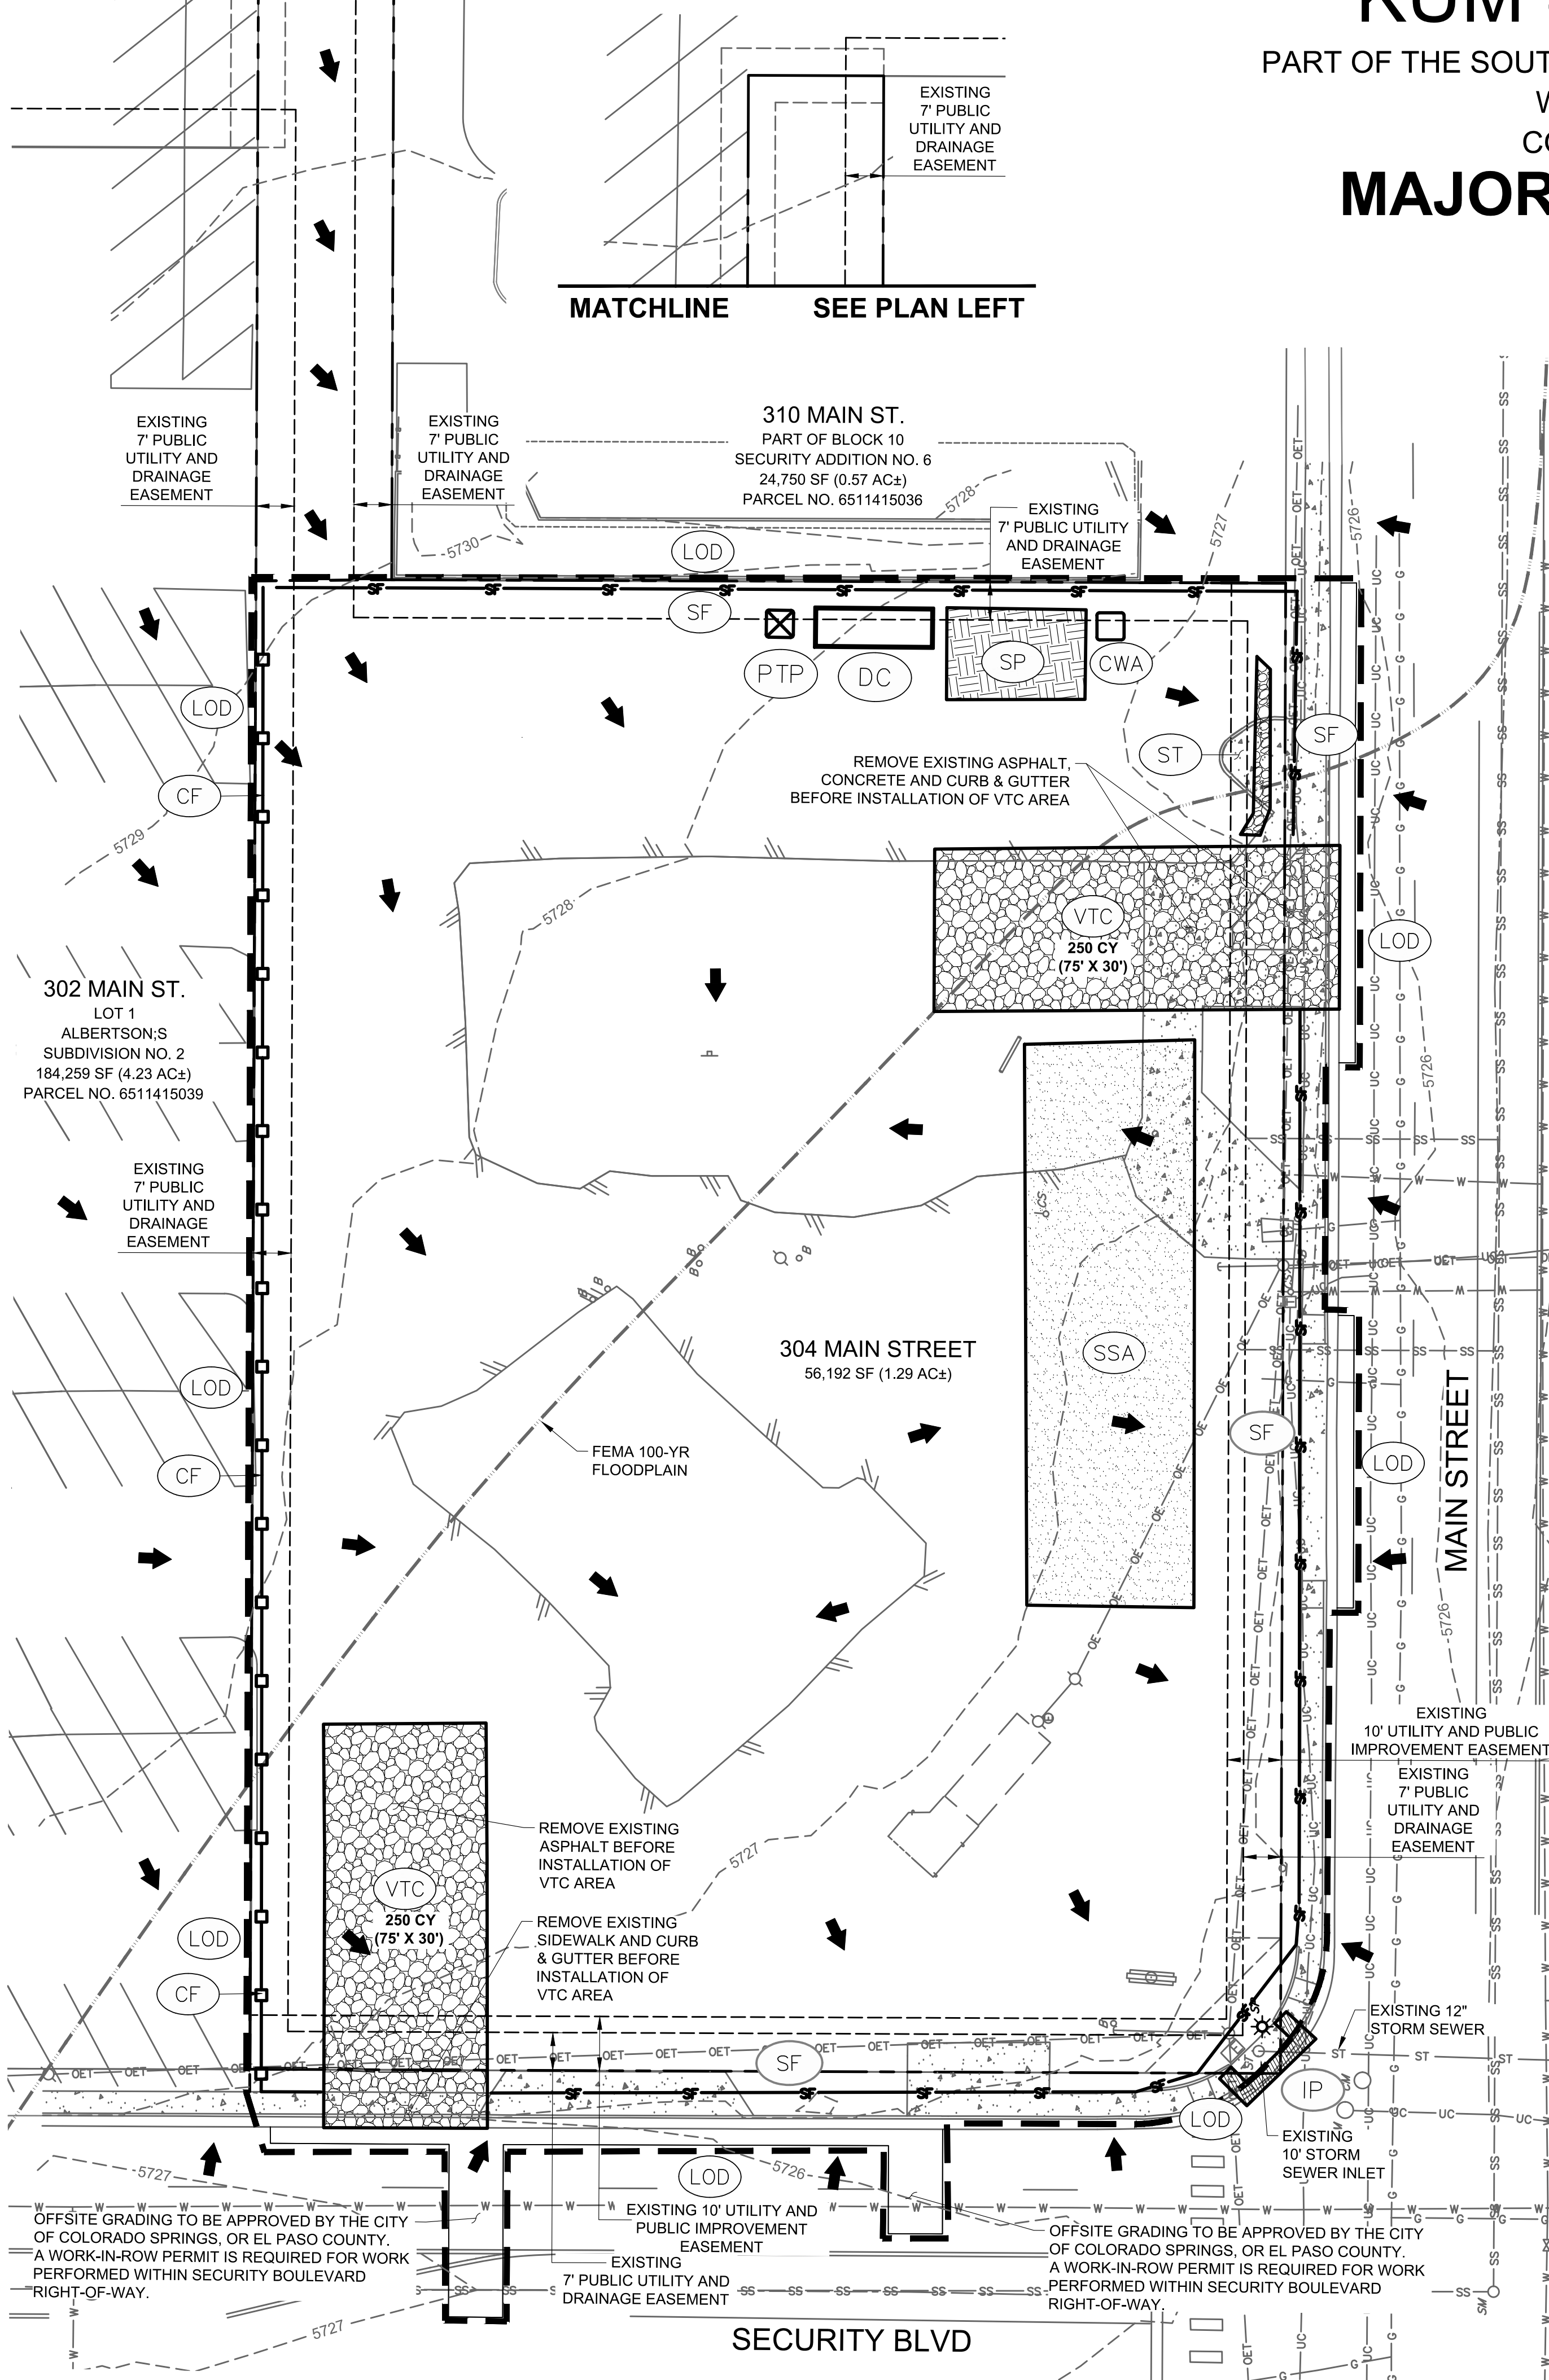 PART OF THE SOUT
MAJOR
EXISTING
7' PUBLIC
UTILITY AND
DRAINAGE
EASEMENT
MATCHLINE SEE PLAN LEFT
EXISTING
7' PUBLIC
UTILITY AND
DRAINAGE
EASEMENT
EXISTING
7' PUBLIC
UTILITY AND
DRAINAGE
EASEMENT
310 MAIN ST.
PART OF BLOCK 10
SECURITY ADDITION NO. 6
24,750 SF (0.57 AC±)
PARCEL NO. 6511415036
5728
5727
5726
5730
EXISTING
7' PUBLIC UTILITY
AND DRAINAGE
EASEMENT
LOD
SF
PTP
DC
SP
CWA
LOD
CF
5729
ST
SF
REMOVE EXISTING ASPHALT,
CONCRETE AND CURB & GUTTER
BEFORE INSTALLATION OF VTC AREA
5728
VTC
250 CY
(75' X 30')
LOD
302 MAIN ST.
LOT 1
ALBERTSON;S
SUBDIVISION NO. 2
184,259 SF (4.23 AC±)
PARCEL NO. 6511415039
5726
EXISTING
7' PUBLIC
UTILITY AND
DRAINAGE
EASEMENT
304 MAIN STREET
56,192 SF (1.29 AC±)
SSA
LOD
CF
FEMA 100-YR
FLOODPLAIN
SF
LOD
MAIN STREET
5726
EXISTING
10' UTILITY AND PUBLIC
IMPROVEMENT EASEMENT
EXISTING
7' PUBLIC
UTILITY AND
DRAINAGE
EASEMENT
REMOVE EXISTING
ASPHALT BEFORE
INSTALLATION OF
VTC AREA
5727
VTC
250 CY
(75' X 30')
REMOVE EXISTING
SIDEWALK AND CURB
& GUTTER BEFORE
INSTALLATION OF
VTC AREA
LOD
CF
EXISTING 12"
STORM SEWER
SF
IP
LOD
EXISTING
10' STORM
SEWER INLET
5727
LOD
5726
OFFSITE GRADING TO BE APPROVED BY THE CITY
OF COLORADO SPRINGS, OR EL PASO COUNTY.
A WORK-IN-ROW PERMIT IS REQUIRED FOR WORK
PERFORMED WITHIN SECURITY BOULEVARD
RIGHT-OF-WAY.
EXISTING 10' UTILITY AND
PUBLIC IMPROVEMENT
EASEMENT
EXISTING
7' PUBLIC UTILITY AND
DRAINAGE EASEMENT
OFFSITE GRADING TO BE APPROVED BY THE CITY
OF COLORADO SPRINGS, OR EL PASO COUNTY.
A WORK-IN-ROW PERMIT IS REQUIRED FOR WORK
PERFORMED WITHIN SECURITY BOULEVARD
RIGHT-OF-WAY.
5727
SECURITY BLVD